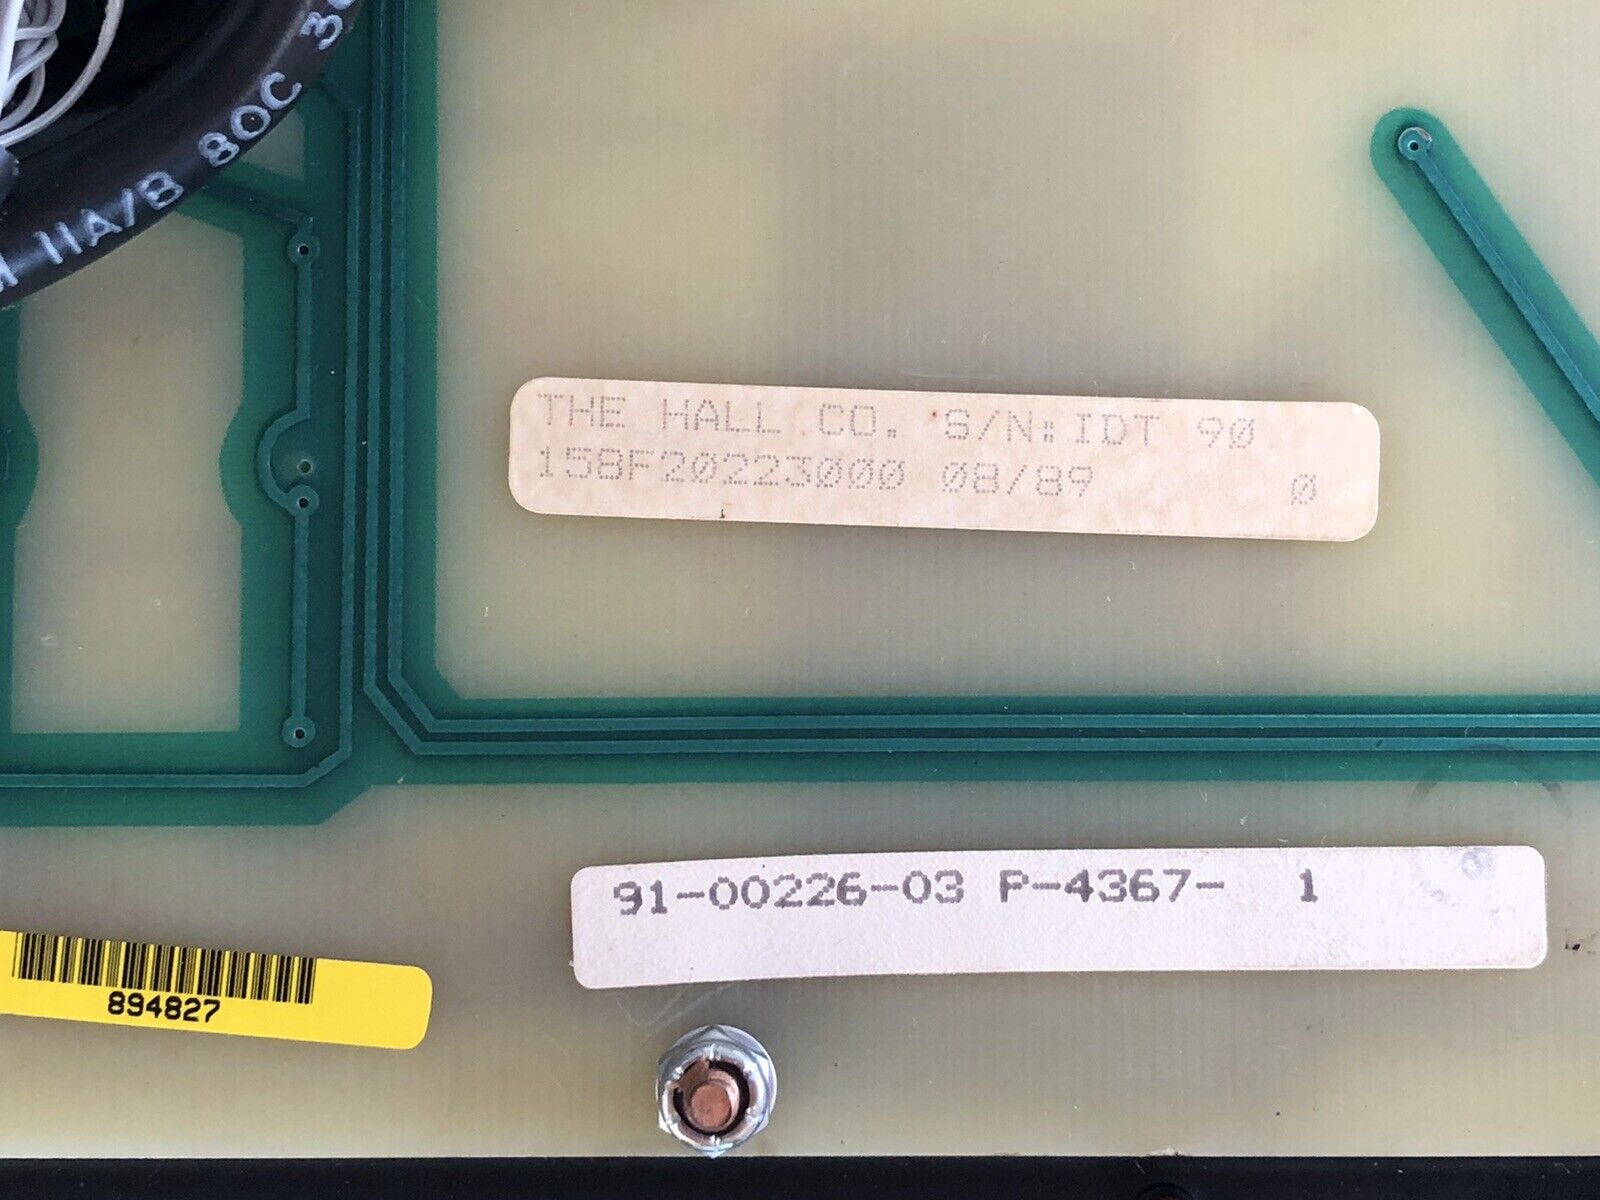 11A/B 80C
THE HALL CO. S/N:IDT 90
158F20223000 08/89 0
91-00226-03 P-4367- 1
894827